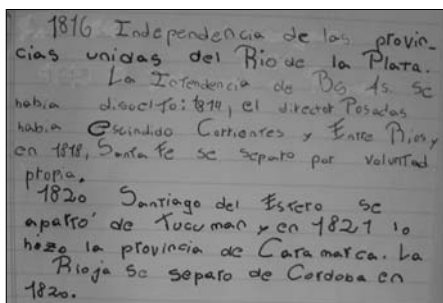 1816 Independencia de las provin-
cias unidas del Rio de la Plata.
La Intendencia de Bs. As. se
habia disuelto: 1814, el director Posadas
habia escindido Corrientes y Entre Rios, y
en 1818, Santa Fe se separo por voluntad
propia.
1820 Santiago del Estero se
apartó de Tucuman y en 1821 lo
hizo la provincia de Catamarca. La
Rioja se separo de Cordoba en
1820.